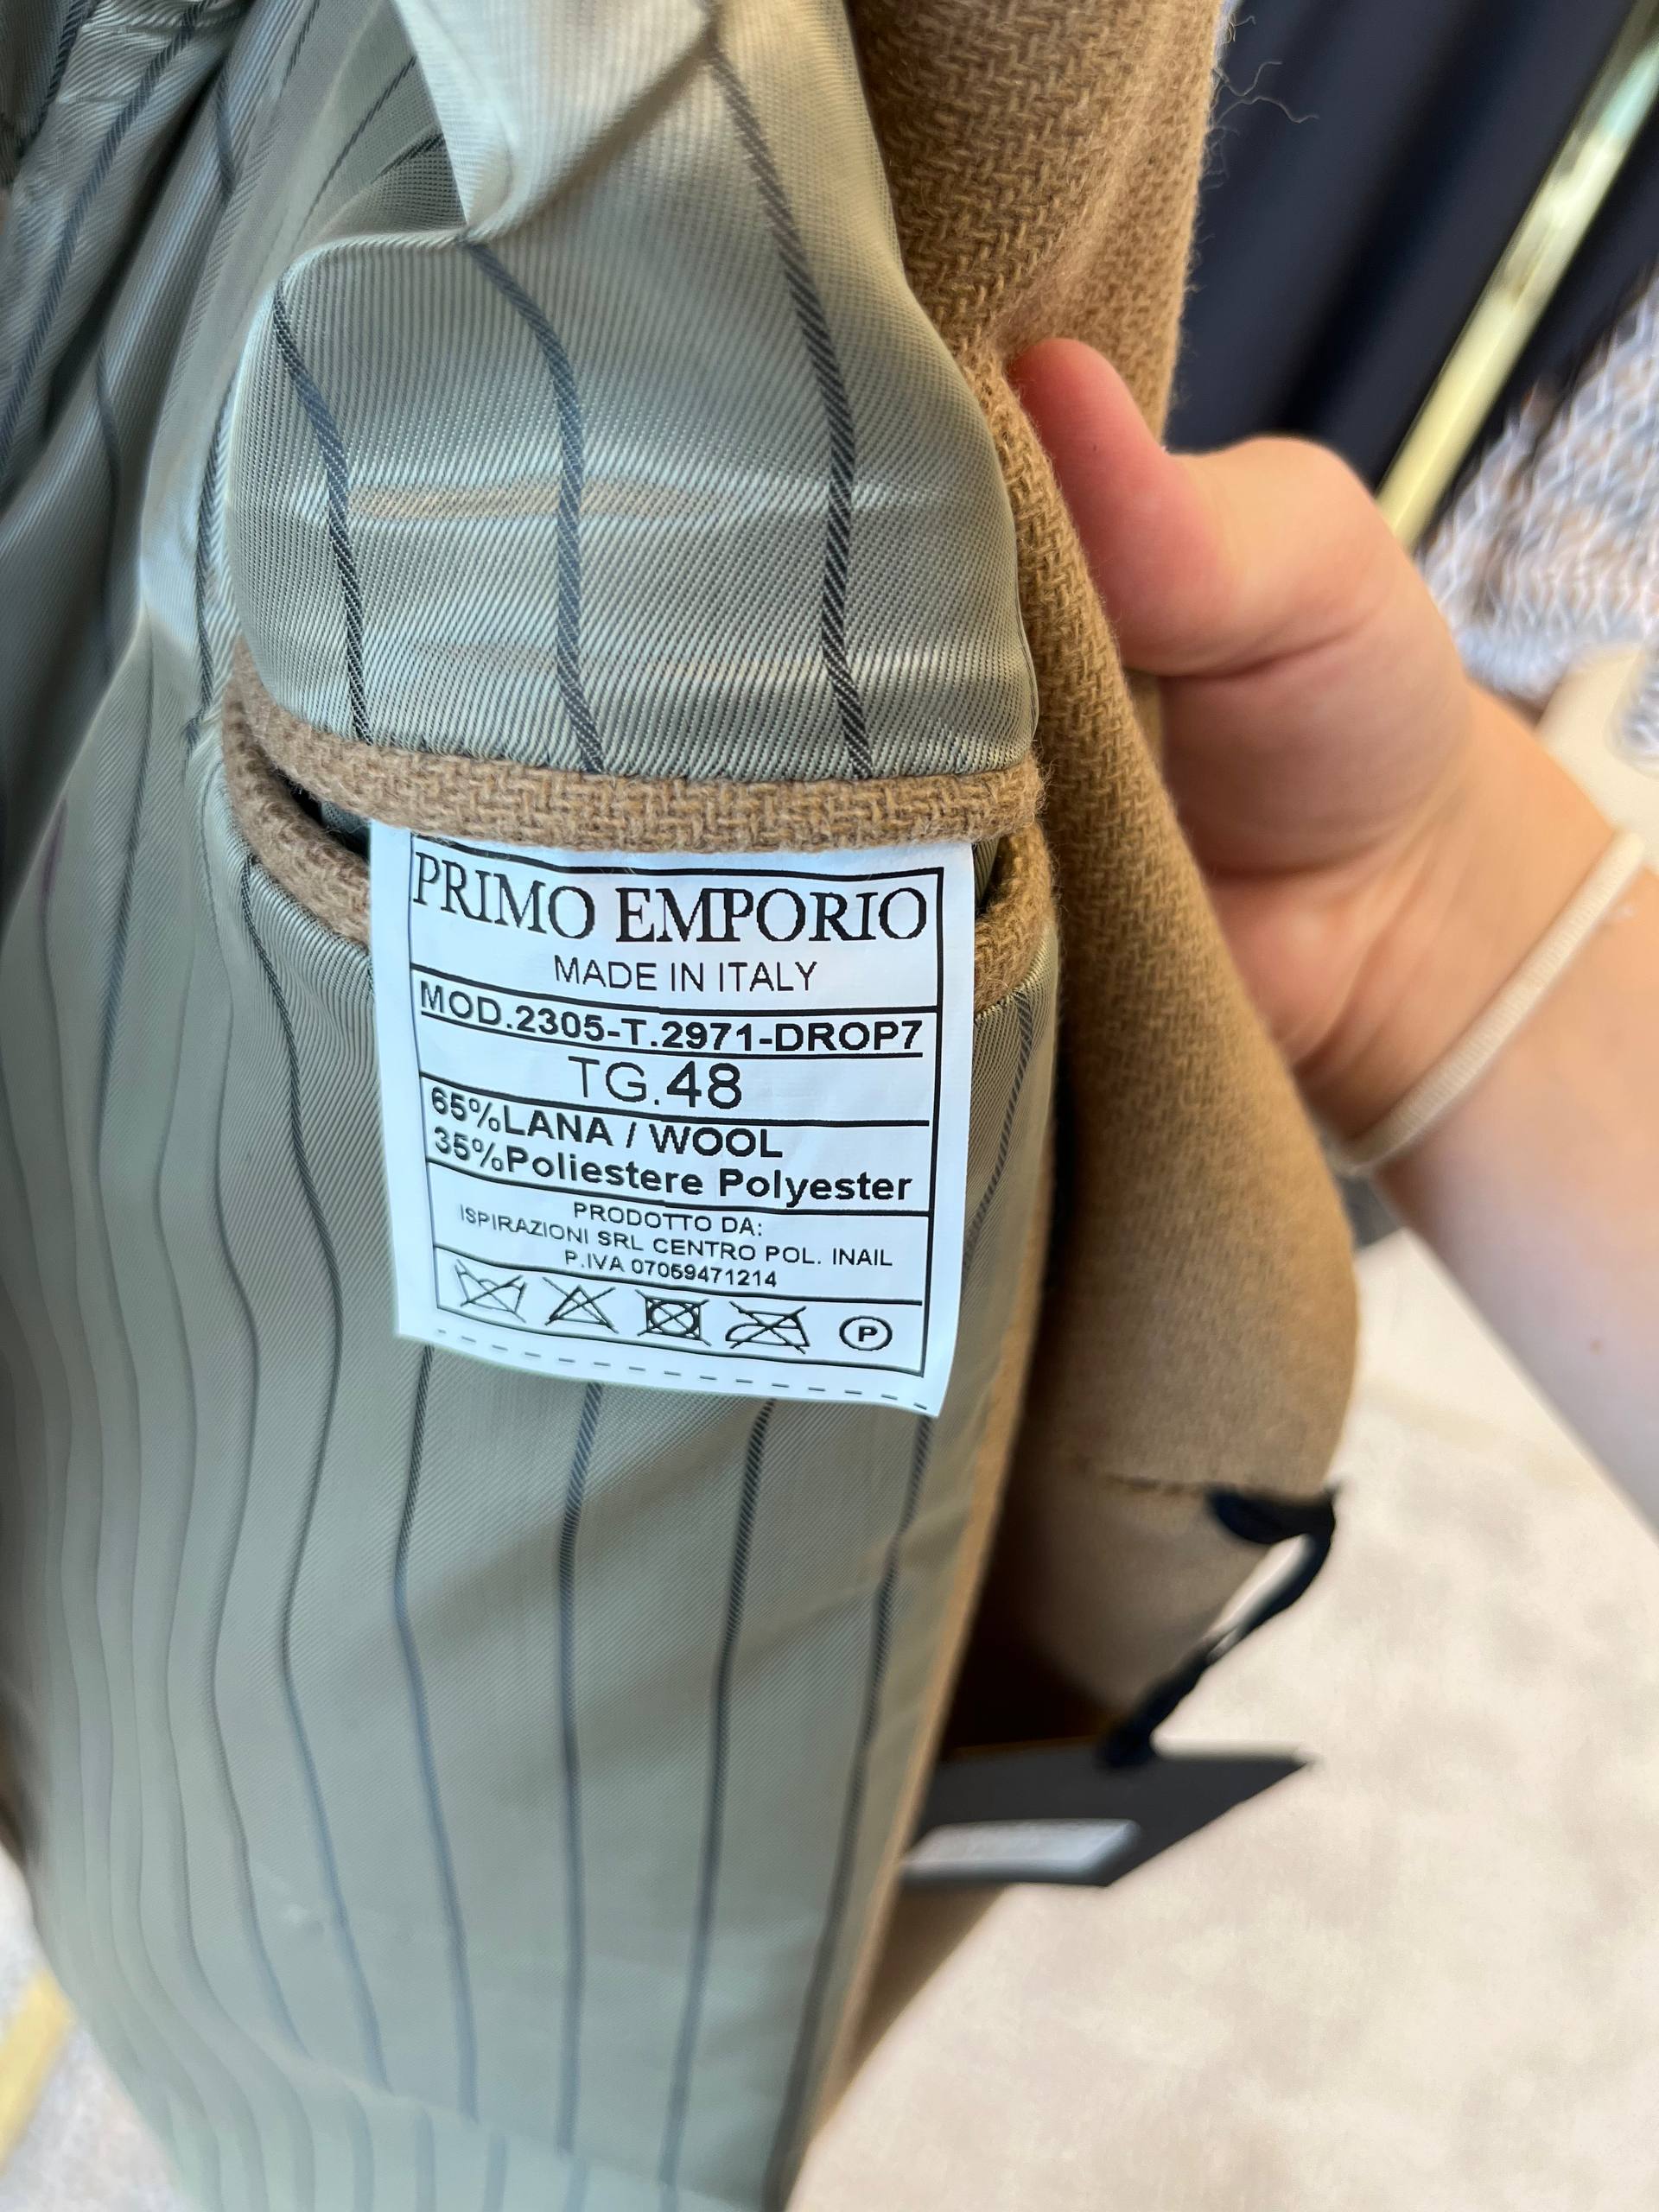 PRIMO EMPORIO
MADE IN ITALY
MOD.2305-T.2971-DROP7
TG.48
65%LANA / WOOL
35%Poliestere Polyester
PRODOTTO DA:
ISPIRAZIONI SRL CENTRO POL. INAIL
P.IVA 07059471214
P